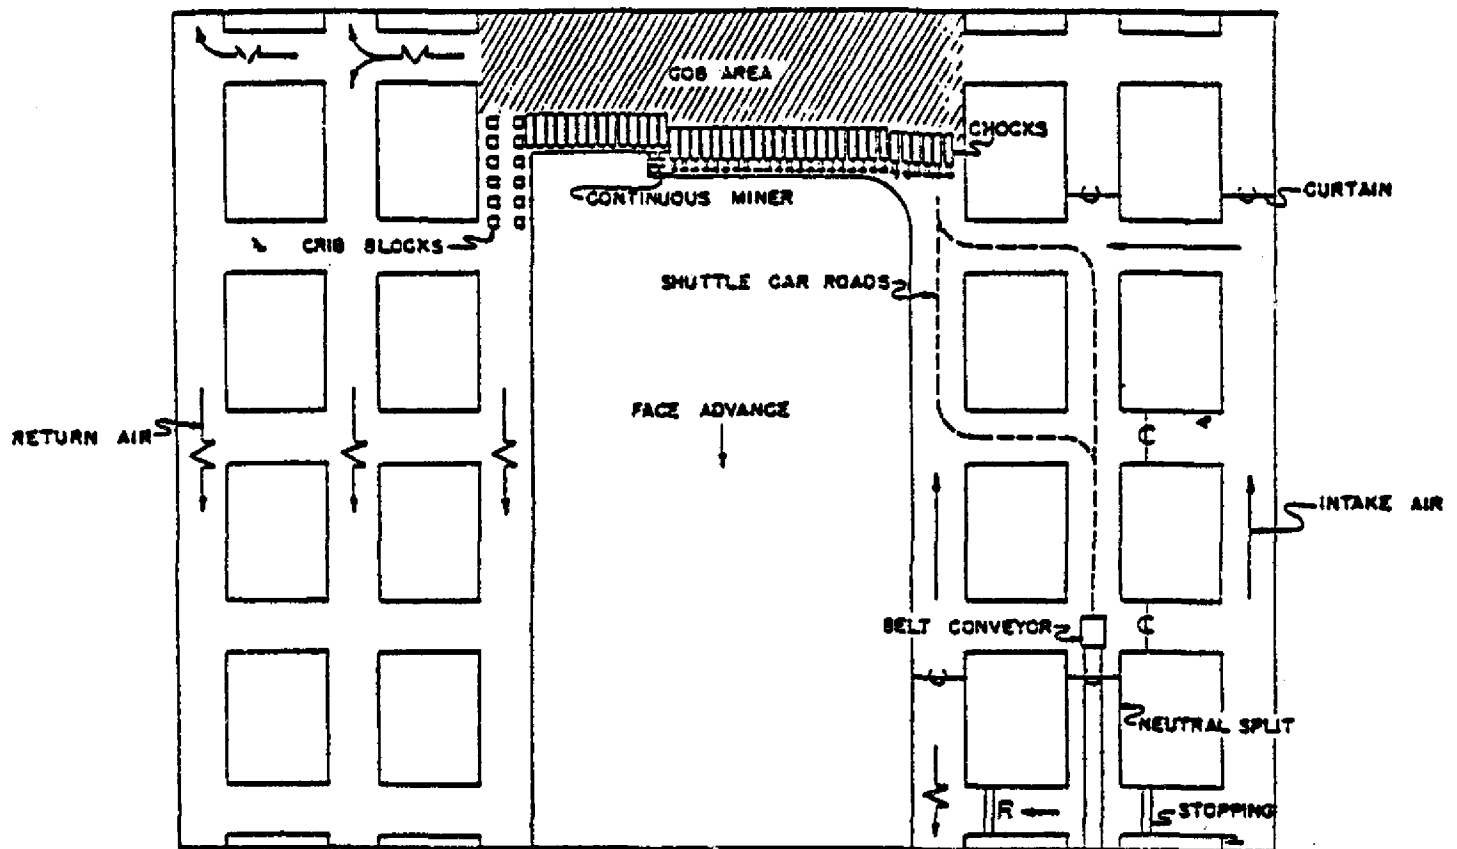 GOB AREA
CHOCKS
CONTINUOUS MINER
CURTAIN
CRIB BLOCKS
SHUTTLE CAR ROADS
FACE ADVANCE
RETURN AIR
INTAKE AIR
BELT CONVEYOR
NEUTRAL SPLIT
R
STOPPING